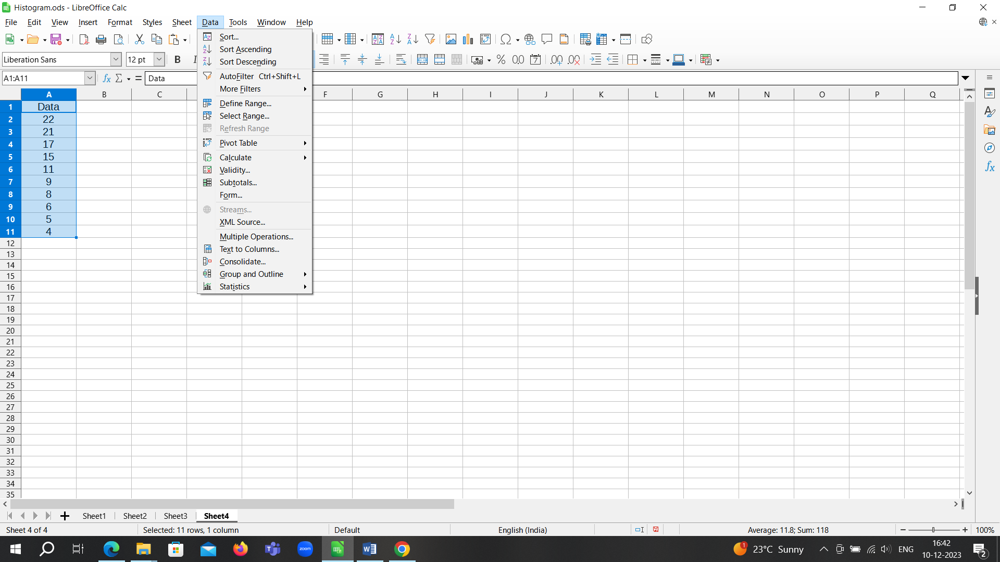 Histogram.ods - LibreOffice Calc
File Edit View Insert Format Styles Sheet Data Tools Window Help
Liberation Sans 12 pt B I
A1:A11 fx Σ = Data
A B C F G H I J K L M N O P Q
1 Data
2 22
3 21
4 17
5 15
6 11
7 9
8 8
9 6
10 5
11 4
12
13
14
15
16
17
18
19
20
21
22
23
24
25
26
27
28
29
30
31
32
33
34
35
Sort...
Sort Ascending
Sort Descending
AutoFilter Ctrl+Shift+L
More Filters
Define Range...
Select Range...
Refresh Range
Pivot Table
Calculate
Validity...
Subtotals...
Form...
Streams...
XML Source...
Multiple Operations...
Text to Columns...
Consolidate...
Group and Outline
Statistics
Sheet1 Sheet2 Sheet3 Sheet4
Sheet 4 of 4 Selected: 11 rows, 1 column Default English (India) Average: 11.8; Sum: 118 100%
zoom 1 23°C Sunny ENG 16:42
10-12-2023 2